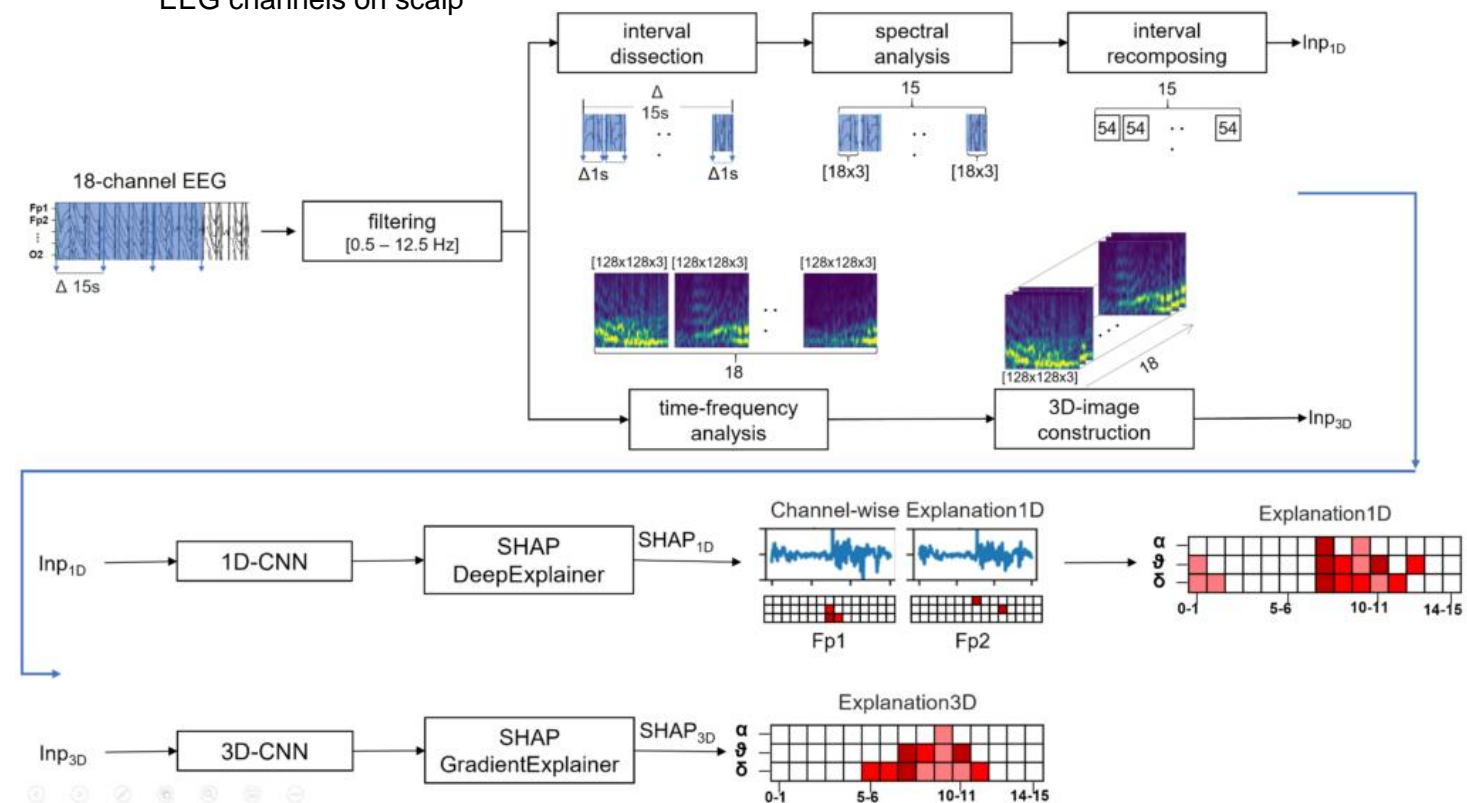 EEG channels on scalp
interval
dissection
spectral
analysis
interval
recomposing
Inp1D
Δ
15s
. .
.
Δ1s
Δ1s
15
. .
.
[18x3]
[18x3]
15
54 54 . . 54
.
18-channel EEG
Fp1
Fp2
⋮
O2
Δ 15s
filtering
[0.5 – 12.5 Hz]
[128x128x3] [128x128x3] [128x128x3]
. .
.
18
time-frequency
analysis
[128x128x3]
...
18
3D-image
construction
Inp3D
Inp1D
1D-CNN
SHAP
DeepExplainer
SHAP1D
Channel-wise Explanation1D
Fp1
Fp2
Explanation1D
α
ϑ
δ
0-1 5-6 10-11 14-15
Inp3D
3D-CNN
SHAP
GradientExplainer
SHAP3D
Explanation3D
α
ϑ
δ
0-1 5-6 10-11 14-15